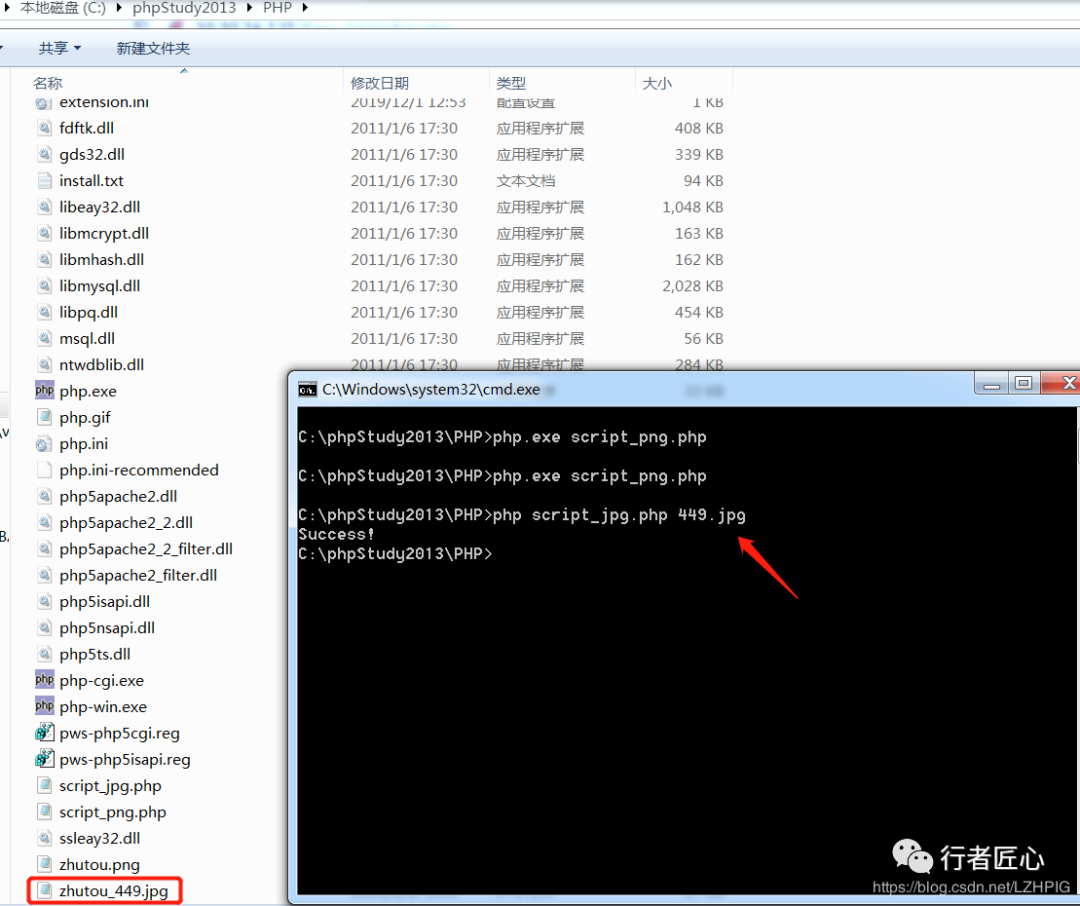 本地磁盘 (C:) ▸ phpStudy2013 ▸ PHP ▸
共享 新建文件夹
名称 修改日期 类型 大小
extension.ini 2019/12/1 12:53 配置设置 1 KB
fdftk.dll 2011/1/6 17:30 应用程序扩展 408 KB
gds32.dll 2011/1/6 17:30 应用程序扩展 339 KB
install.txt 2011/1/6 17:30 文本文档 94 KB
libeay32.dll 2011/1/6 17:30 应用程序扩展 1,048 KB
libmcrypt.dll 2011/1/6 17:30 应用程序扩展 163 KB
libmhash.dll 2011/1/6 17:30 应用程序扩展 162 KB
libmysql.dll 2011/1/6 17:30 应用程序扩展 2,028 KB
libpq.dll 2011/1/6 17:30 应用程序扩展 454 KB
msql.dll 2011/1/6 17:30 应用程序扩展 56 KB
ntwdblib.dll 2011/1/6 17:30 应用程序扩展 284 KB
php.exe
php.gif
php.ini
php.ini-recommended
php5apache2.dll
php5apache2_2.dll
php5apache2_2_filter.dll
php5apache2_filter.dll
php5isapi.dll
php5nsapi.dll
php5ts.dll
php-cgi.exe
php-win.exe
pws-php5cgi.reg
pws-php5isapi.reg
script_jpg.php
script_png.php
ssleay32.dll
zhutou.png
zhutou_449.jpg
C:\Windows\system32\cmd.exe
C:\phpStudy2013\PHP>php.exe script_png.php
C:\phpStudy2013\PHP>php.exe script_png.php
C:\phpStudy2013\PHP>php script_jpg.php 449.jpg
Success!
C:\phpStudy2013\PHP>
行者匠心
https://blog.csdn.net/LZHPIG